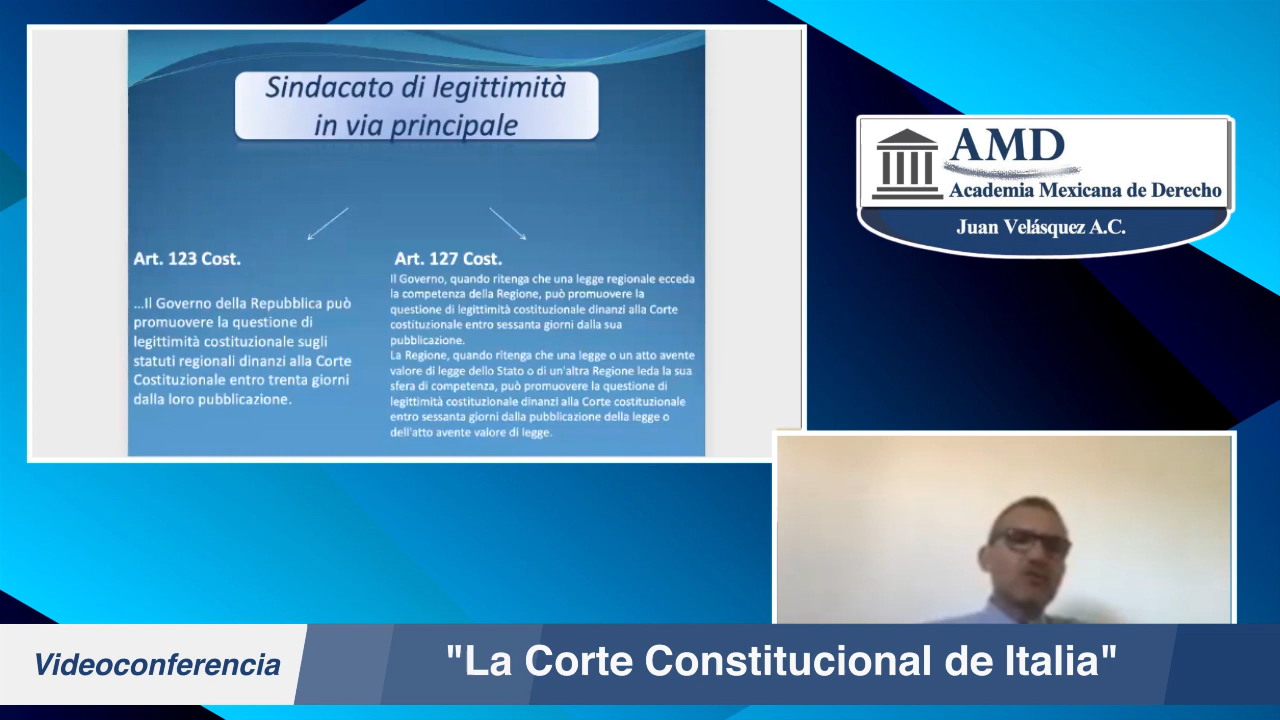 Sindacato di legittimità
in via principale
Art. 123 Cost.
...Il Governo della Repubblica può
promuovere la questione di
legittimità costituzionale sugli
statuti regionali dinanzi alla Corte
Costituzionale entro trenta giorni
dalla loro pubblicazione.
Art. 127 Cost.
Il Governo, quando ritenga che una legge regionale ecceda
la competenza della Regione, può promuovere la
questione di legittimità costituzionale dinanzi alla Corte
costituzionale entro sessanta giorni dalla sua
pubblicazione.
La Regione, quando ritenga che una legge o un atto avente
valore di legge dello Stato o di un'altra Regione leda la sua
sfera di competenza, può promuovere la questione di
legittimità costituzionale dinanzi alla Corte costituzionale
entro sessanta giorni dalla pubblicazione della legge o
dell'atto avente valore di legge.
AMD
Academia Mexicana de Derecho
Juan Velásquez A.C.
Videoconferencia
"La Corte Constitucional de Italia"